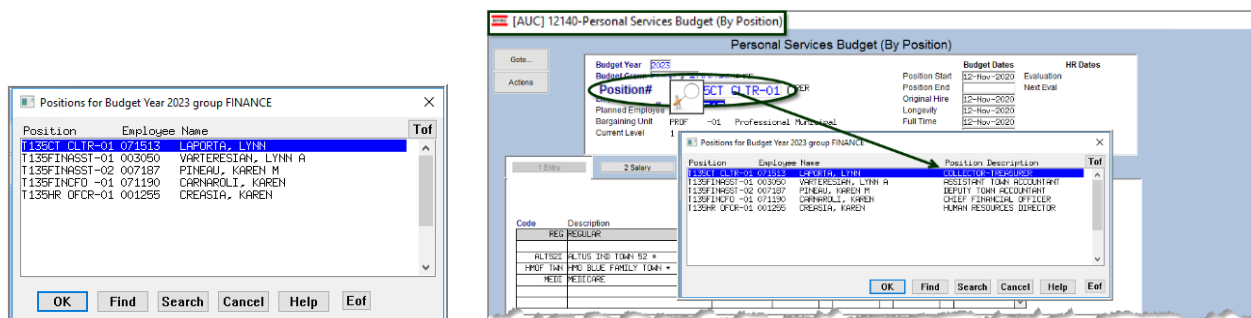 Positions for Budget Year 2023 group FINANCE
Position Employee Name Tof
T135CT CLTR-01 071513 LAPORTA, LYNN
T135FINASST-01 003050 VARTERESIAN, LYNN A
T135FINASST-02 007187 PINEAU, KAREN M
T135FINCFO -01 071190 CARNAROLI, KAREN
T135HR OFCR-01 001255 CREASIA, KAREN
OK Find Search Cancel Help Eof
[AUC] 12140-Personal Services Budget (By Position)
Personal Services Budget (By Position)
Goto...
Actions
Budget Year 2023
Budget Group
Position# CT CLTR-01
Planned Employee
Bargaining Unit PROF -01 Professional Municipal
Current Level 1
Budget Dates HR Dates
Position Start 12-Nov-2020 Evaluation
Position End Next Eval
Original Hire 12-Nov-2020
Longevity 12-Nov-2020
Full Time 12-Nov-2020
1 Entry 2 Salary
Positions for Budget Year 2023 group FINANCE
Position Employee Name Position Description Tof
T135CT CLTR-01 071513 LAPORTA, LYNN COLLECTOR-TREASURER
T135FINASST-01 003050 VARTERESIAN, LYNN A ASSISTANT TOWN ACCOUNTANT
T135FINASST-02 007187 PINEAU, KAREN M DEPUTY TOWN ACCOUNTANT
T135FINCFO -01 071190 CARNAROLI, KAREN CHIEF FINANCIAL OFFICER
T135HR OFCR-01 001255 CREASIA, KAREN HUMAN RESOURCES DIRECTOR
OK Find Search Cancel Help Eof
Code Description
REG REGULAR
ALT52I ALTUS IND TOWN 52 *
HMOF TWN HMO BLUE FAMILY TOWN *
MEDI MEDICARE